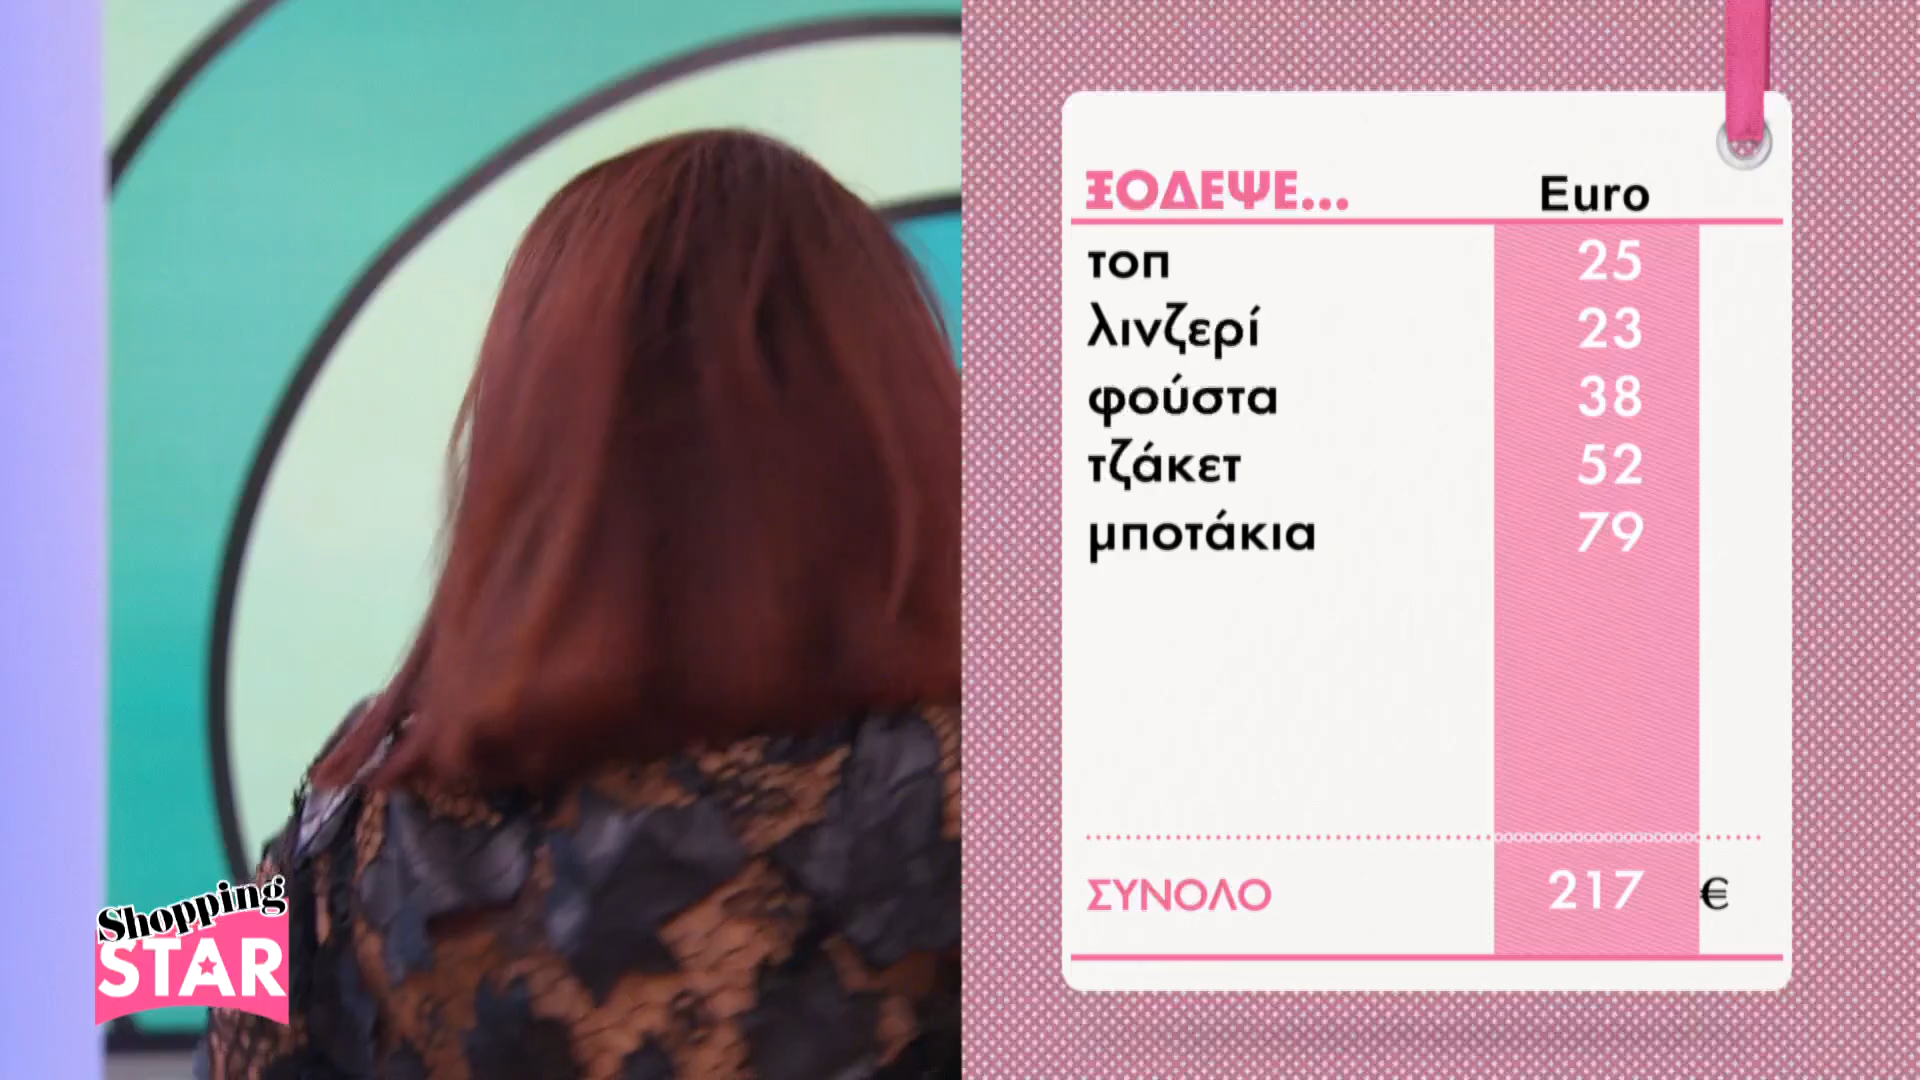 ΞΟΔΕΨΕ... Euro
τοπ 25
λινζερί 23
φούστα 38
τζάκετ 52
μποτάκια 79
ΣΥΝΟΛΟ 217 €
Shopping
STAR